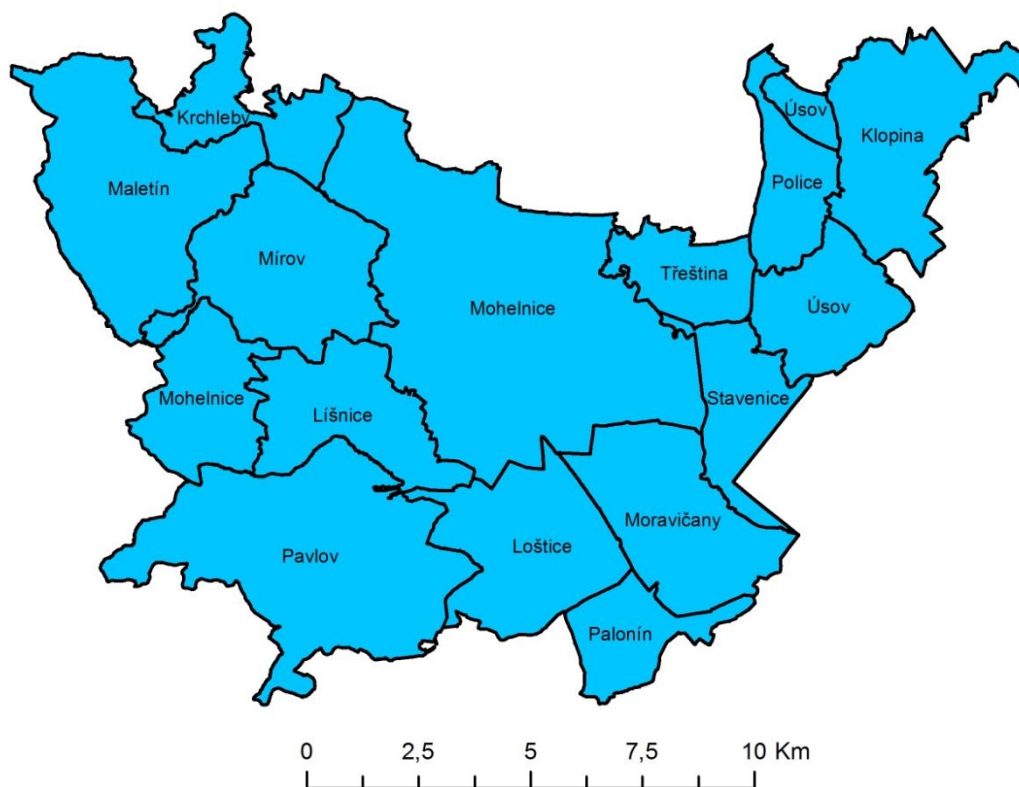 Úsov
Krchleby
Klopina
Police
Maletín
Mírov
Třeština
Mohelnice
Úsov
Mohelnice
Stavenice
Líšnice
Moravičany
Loštice
Pavlov
Palonín
0 2,5 5 7,5 10 Km